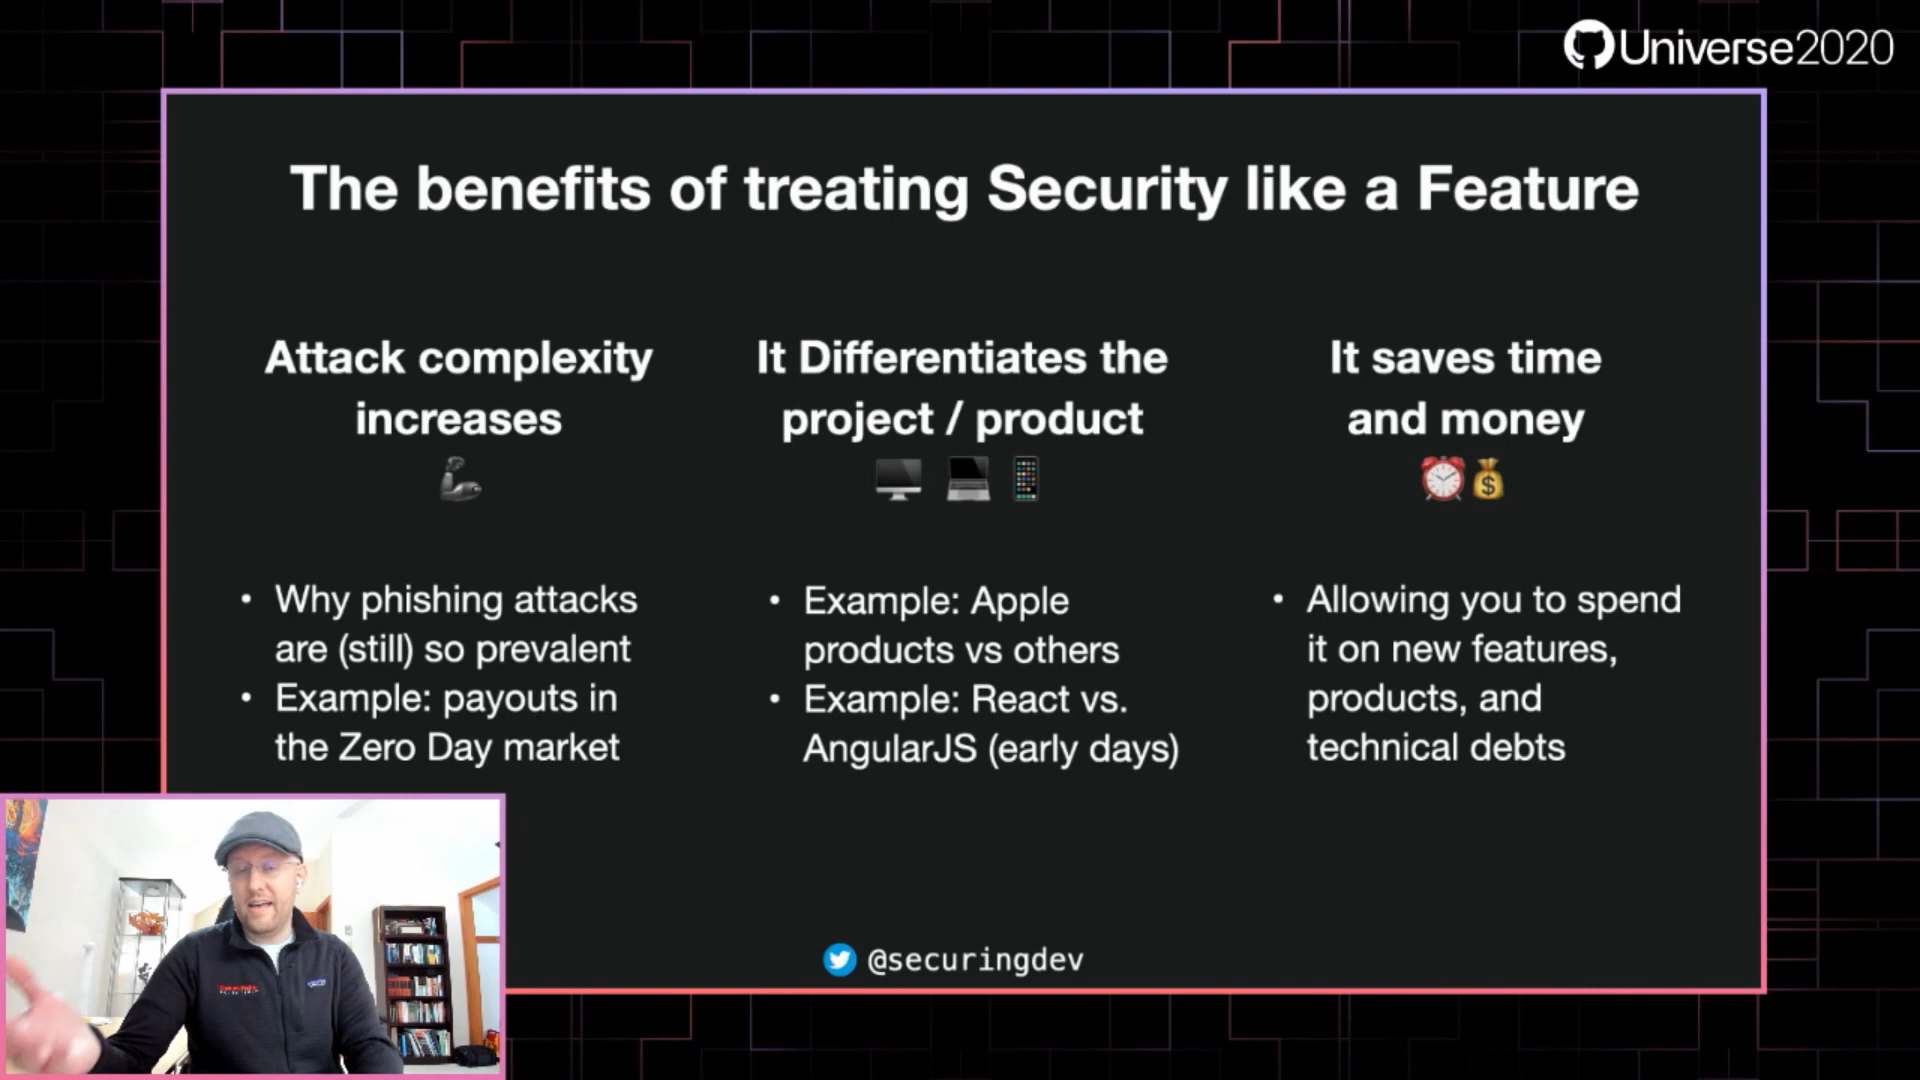 Universe2020
The benefits of treating Security like a Feature
Attack complexity
increases
• Why phishing attacks
are (still) so prevalent
• Example: payouts in
the Zero Day market
It Differentiates the
project / product
• Example: Apple
products vs others
• Example: React vs.
AngularJS (early days)
It saves time
and money
• Allowing you to spend
it on new features,
products, and
technical debts
@securingdev